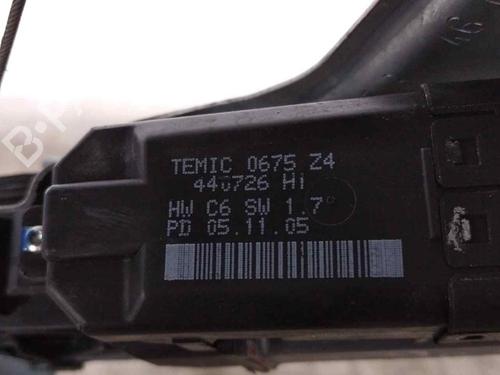 TEMIC 0675 Z4
440726 Hi
HW C6 SW 1.7
PD 05.11.05